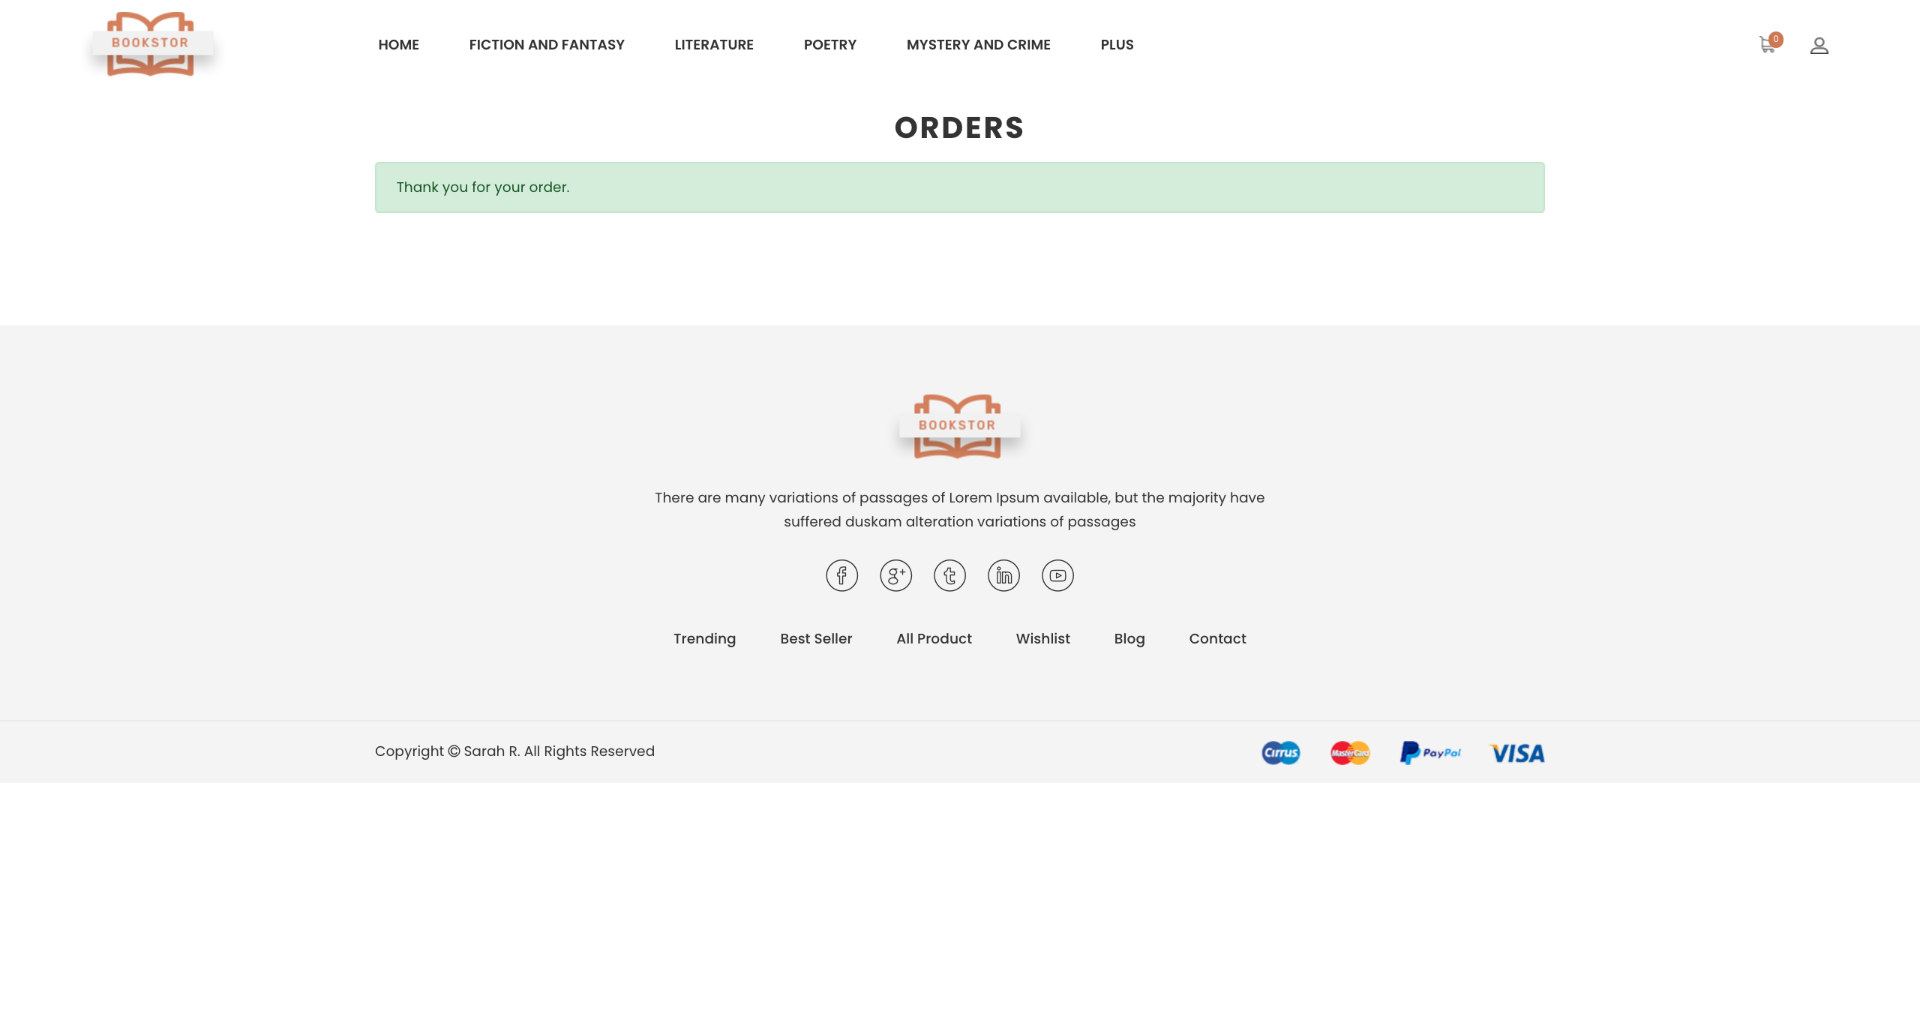 BOOKSTOR
HOME
FICTION AND FANTASY
LITERATURE
POETRY
MYSTERY AND CRIME
PLUS
0
ORDERS
Thank you for your order.
BOOKSTOR
There are many variations of passages of Lorem Ipsum available, but the majority have
suffered duskam alteration variations of passages
Trending
Best Seller
All Product
Wishlist
Blog
Contact
Copyright © Sarah R. All Rights Reserved
Cirrus
MasterCard
PayPal
VISA